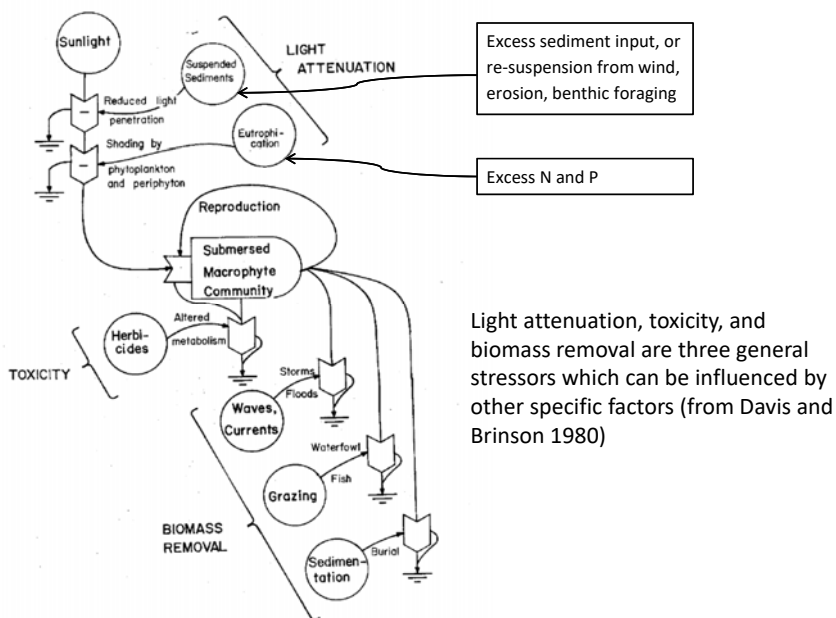 Sunlight
LIGHT
ATTENUATION
Suspended
Sediments
Reduced light
penetration
Eutrophi-
cation
Shading by
phytoplankton
and periphyton
Excess sediment input, or
re-suspension from wind,
erosion, benthic foraging
Excess N and P
Reproduction
Submersed
Macrophyte
Community
Herbi-
cides
Altered
metabolism
TOXICITY
Storms
Floods
Waves,
Currents
Waterfowl
Fish
Grazing
BIOMASS
REMOVAL
Burial
Sedimen-
tation
Light attenuation, toxicity, and
biomass removal are three general
stressors which can be influenced by
other specific factors (from Davis and
Brinson 1980)